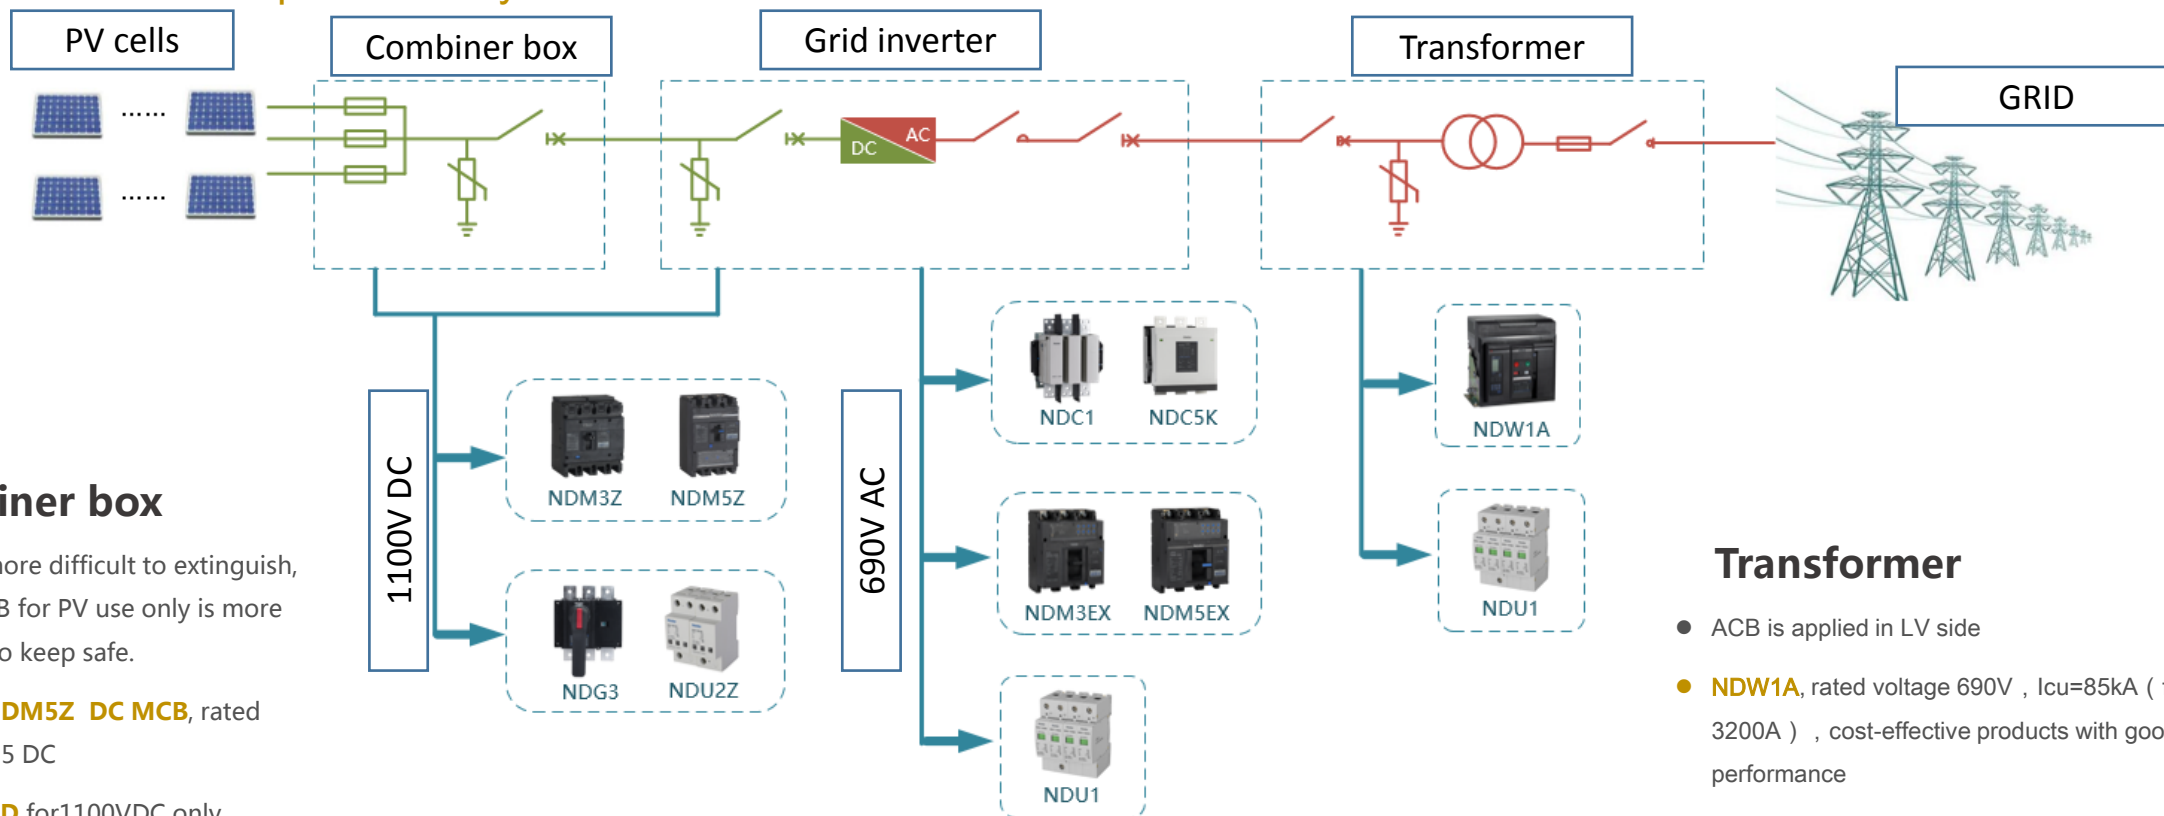 PV cells
Combiner box
Grid inverter
Transformer
GRID
......
......
DC
AC
1100V DC
NDM3Z
NDM5Z
NDG3
NDU2Z
690V AC
NDC1
NDC5K
NDM3EX
NDM5EX
NDU1
NDW1A
NDU1
iner box
more difficult to extinguish,
B for PV use only is more
o keep safe.
DM5Z DC MCB, rated
5 DC
D for1100VDC only
Transformer
● ACB is applied in LV side
● NDW1A, rated voltage 690V，Icu=85kA（
3200A），cost-effective products with goo
performance